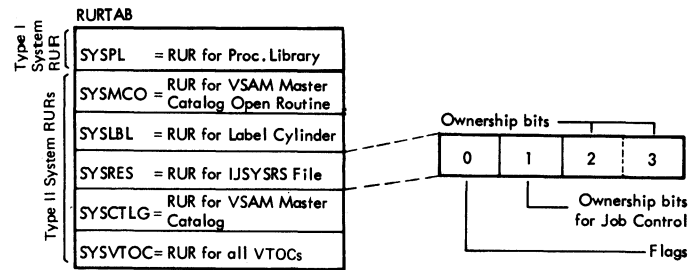 RURTAB
Type I
System
RUR
SYSPL = RUR for Proc. Library
Type II System RURs
SYSMCO = RUR for VSAM Master
Catalog Open Routine
SYSLBL = RUR for Label Cylinder
SYSRES = RUR for IJSYSRS File
SYSCTLG = RUR for VSAM Master
Catalog
SYSVTOC = RUR for all VTOCs
Ownership bits
0 1 2 3
Ownership bits
for Job Control
Flags